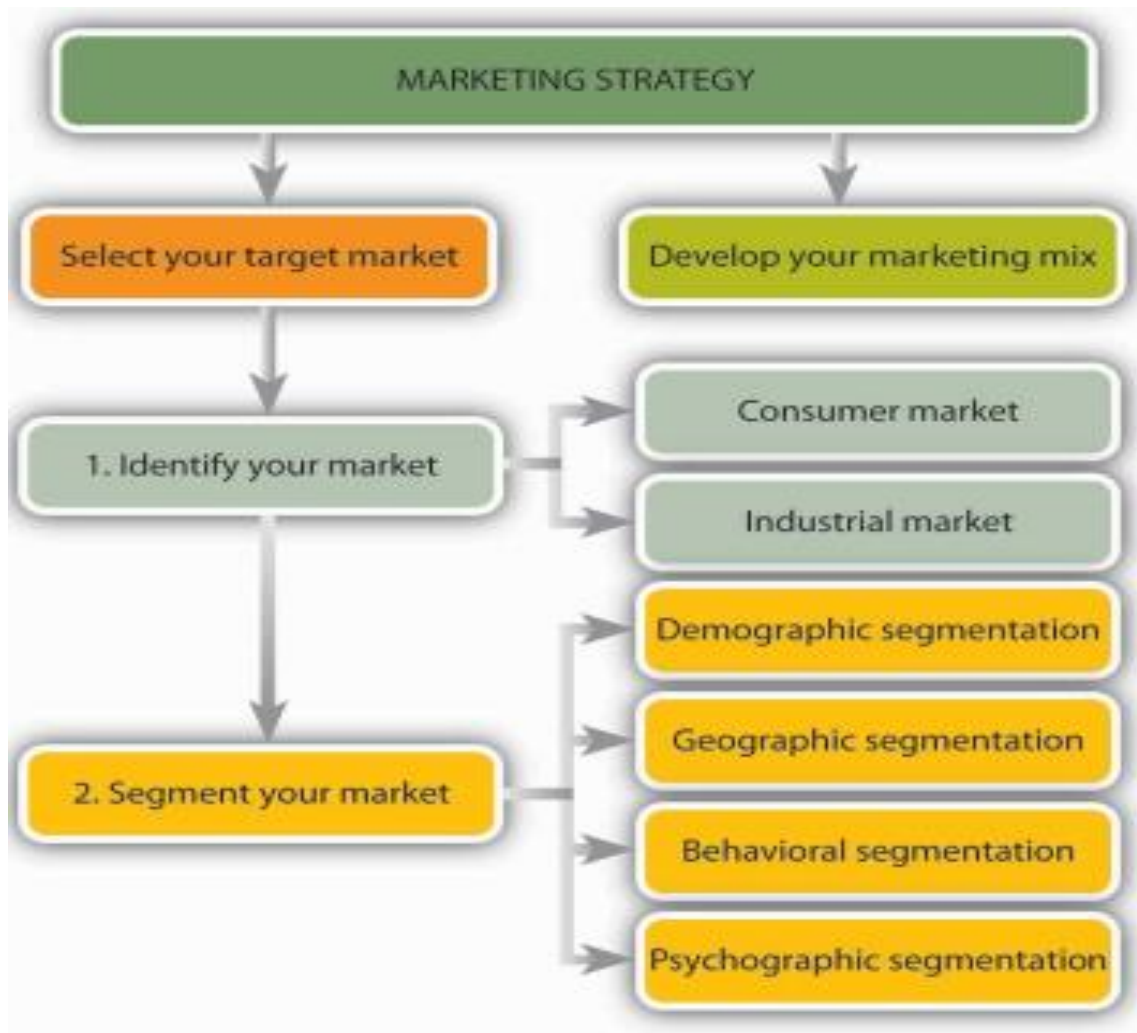 MARKETING STRATEGY
Select your target market
Develop your marketing mix
1. Identify your market
Consumer market
Industrial market
2. Segment your market
Demographic segmentation
Geographic segmentation
Behavioral segmentation
Psychographic segmentation